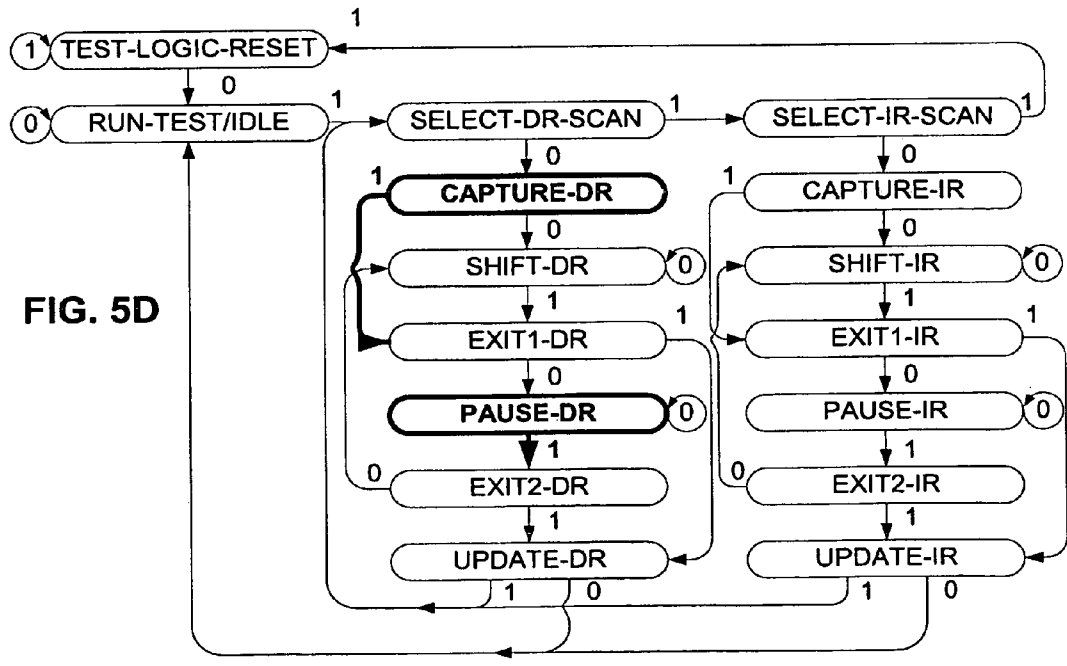 1
1 TEST-LOGIC-RESET
0
0 RUN-TEST/IDLE 1 SELECT-DR-SCAN 1 SELECT-IR-SCAN 1
0 0
1 CAPTURE-DR 1 CAPTURE-IR
0 0
SHIFT-DR 0 SHIFT-IR 0
FIG. 5D
1 1
EXIT1-DR 1 EXIT1-IR 1
0 0
PAUSE-DR 0 PAUSE-IR 0
1 1
0 EXIT2-DR 0 EXIT2-IR
1 1
UPDATE-DR UPDATE-IR
1 0 1 0